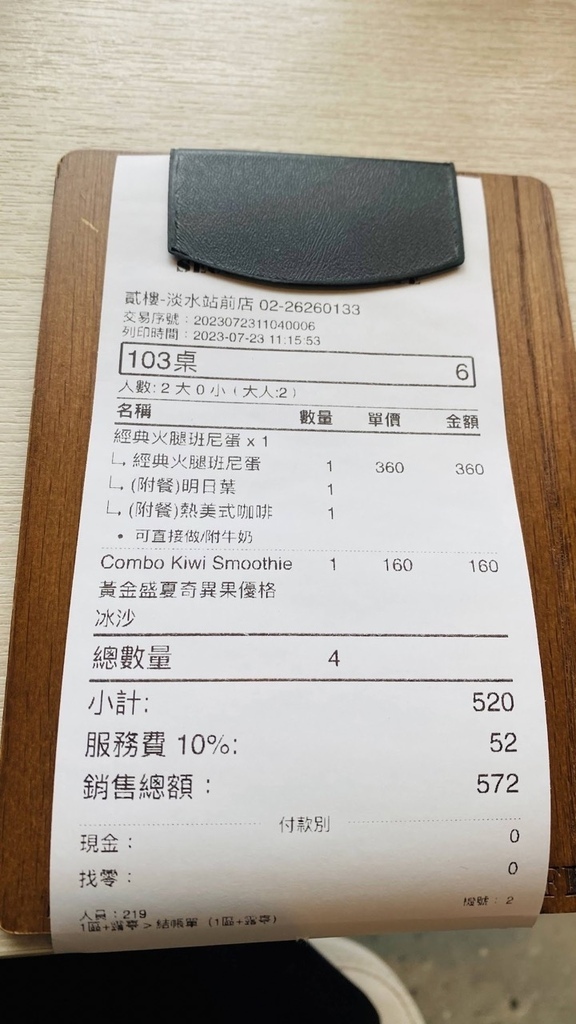 貳樓-淡水站前店 02-26260133
交易序號：2023072311040006
列印時間：2023-07-23 11:15:53
103桌 6
人數: 2 大 0 小 ( 大人:2 )
名稱 數量 單價 金額
經典火腿班尼蛋 x 1
經典火腿班尼蛋 1 360 360
(附餐)明日葉 1
(附餐)熱美式咖啡 1
• 可直接做/附牛奶
Combo Kiwi Smoothie 1 160 160
黃金盛夏奇異果優格
冰沙
總數量 4
小計: 520
服務費 10%: 52
銷售總額： 572
付款別
現金： 0
找零： 0
人員：219 機號：2